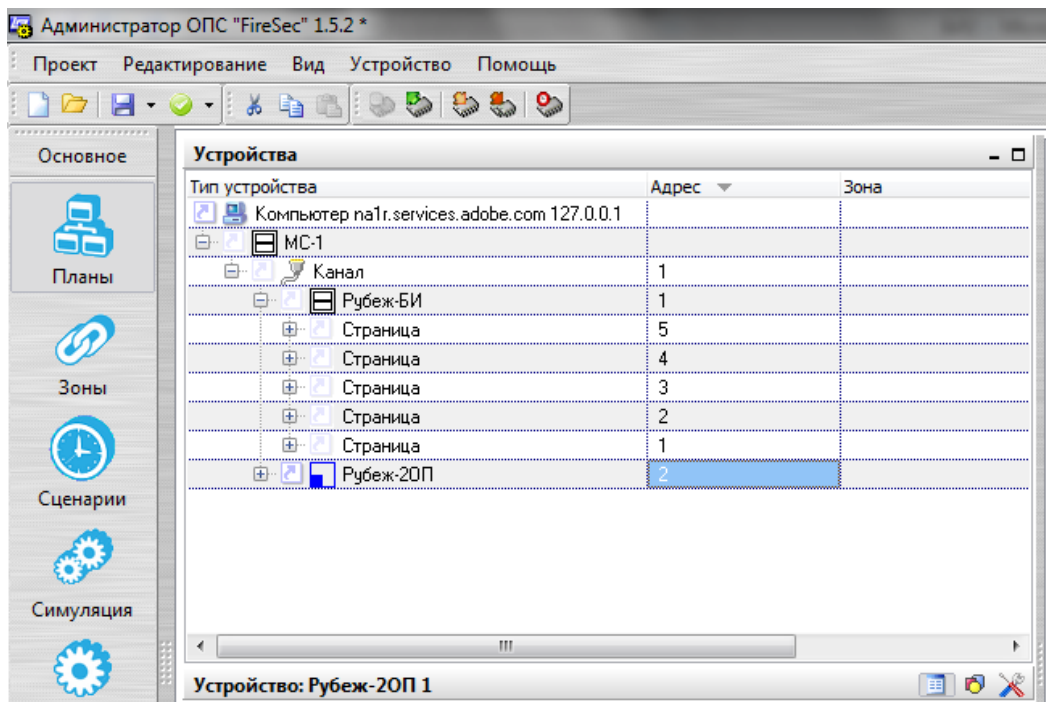 Администратор ОПС "FireSec" 1.5.2 *
Проект Редактирование Вид Устройство Помощь
Основное
Планы
Зоны
Сценарии
Симуляция
Устройства
Тип устройства Адрес Зона
Компьютер na1r.services.adobe.com 127.0.0.1
МС-1
Канал 1
Рубеж-БИ 1
Страница 5
Страница 4
Страница 3
Страница 2
Страница 1
Рубеж-2ОП 2
Устройство: Рубеж-2ОП 1